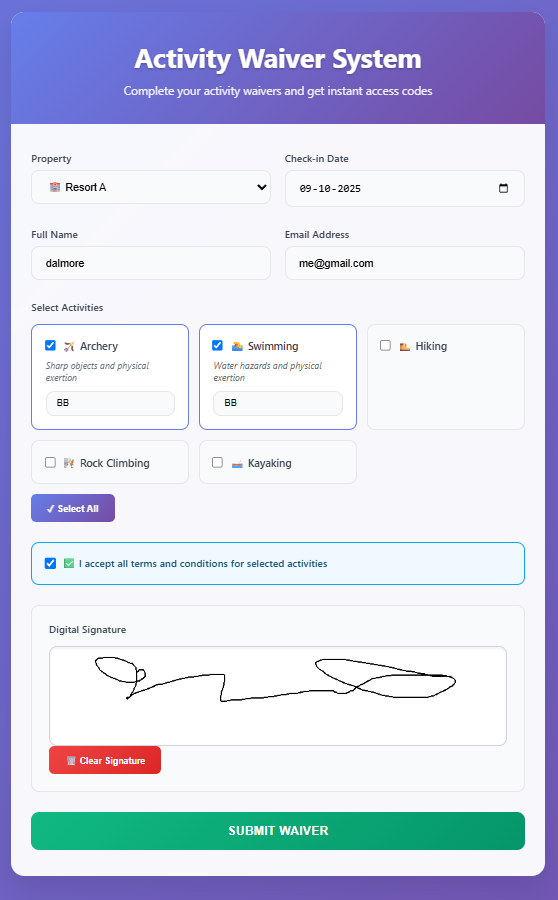 Activity Waiver System
Complete your activity waivers and get instant access codes
Property
Check-in Date
Resort A
09-10-2025
Full Name
Email Address
dalmore
me@gmail.com
Select Activities
Archery
Sharp objects and physical
exertion
BB
Swimming
Water hazards and physical
exertion
BB
Hiking
Rock Climbing
Kayaking
✓ Select All
I accept all terms and conditions for selected activities
Digital Signature
Clear Signature
SUBMIT WAIVER